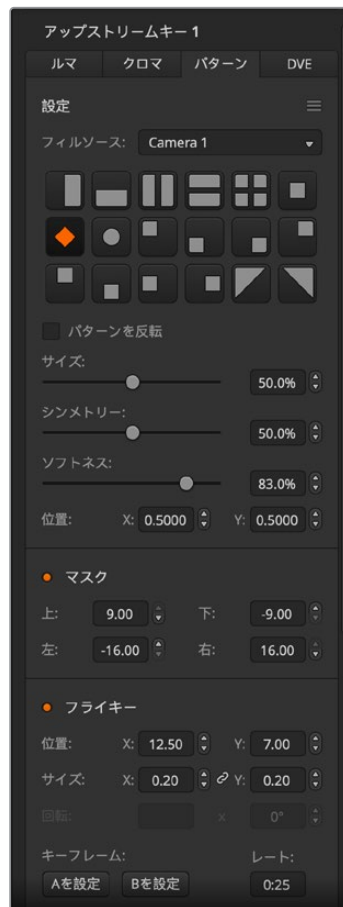 アップストリームキー 1
ルマ クロマ パターン DVE
設定
フィルソース: Camera 1
パターンを反転
サイズ:
50.0%
シンメトリー:
50.0%
ソフトネス:
83.0%
位置: X: 0.5000 Y: 0.5000
マスク
上: 9.00 下: -9.00
左: -16.00 右: 16.00
フライキー
位置: X: 12.50 Y: 7.00
サイズ: X: 0.20 Y: 0.20
回転: x 0°
キーフレーム: レート:
Aを設定 Bを設定 0:25